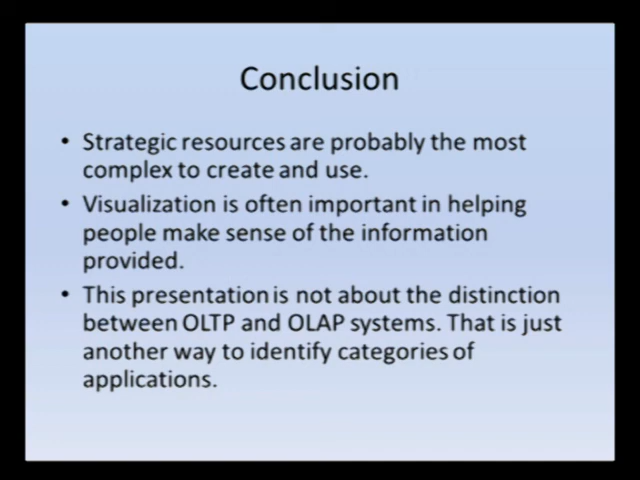 Conclusion
• Strategic resources are probably the most
complex to create and use.
• Visualization is often important in helping
people make sense of the information
provided.
• This presentation is not about the distinction
between OLTP and OLAP systems. That is just
another way to identify categories of
applications.